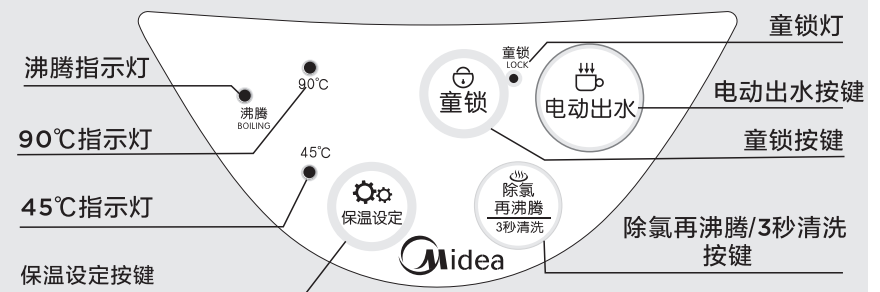 童锁灯
沸腾指示灯
90℃
童锁
LOCK
电动出水按键
童锁
电动出水
沸腾
BOILING
90℃指示灯
童锁按键
45℃
45℃指示灯
保温设定
除氯
再沸腾
3秒清洗
除氯再沸腾/3秒清洗
按键
Midea
保温设定按键